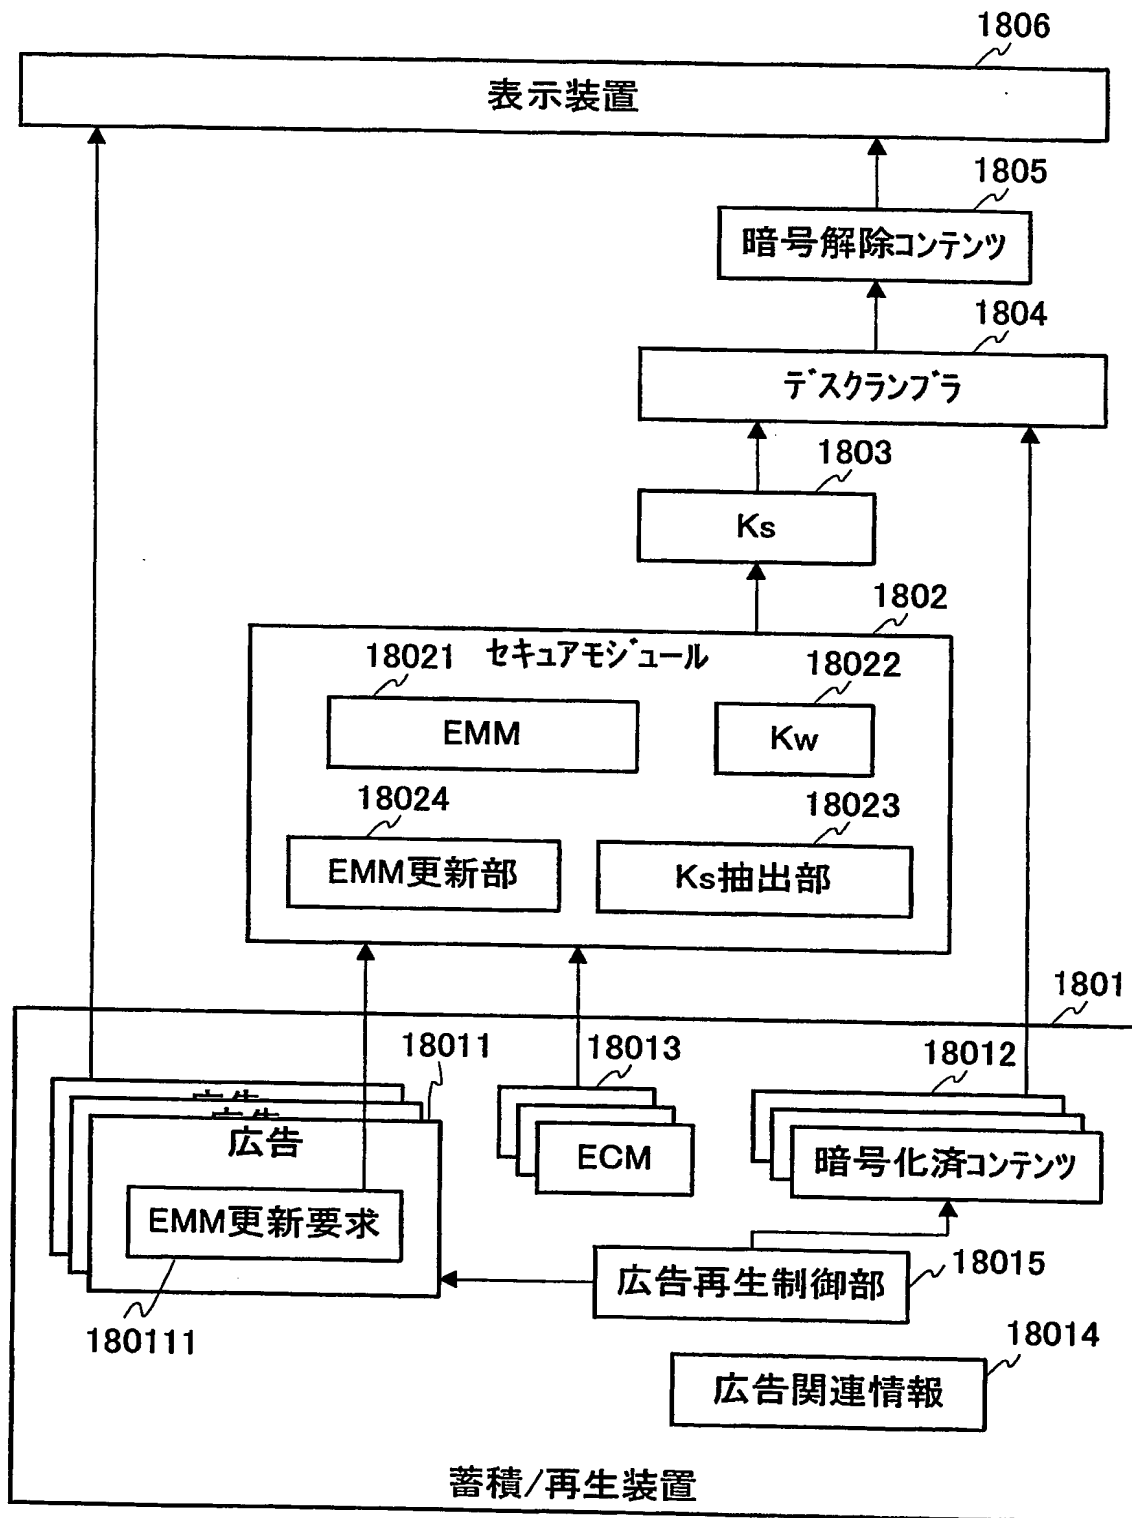 1806
表示装置
1805
暗号解除コンテンツ
1804
デスクランブラ
1803
Ks
1802
セキュアモジュール
18021
18022
EMM
Kw
18024
18023
EMM更新部
Ks抽出部
1801
18011
18013
18012
広告
広告
広告
ECM
暗号化済コンテンツ
EMM更新要求
広告再生制御部
18015
180111
18014
広告関連情報
蓄積/再生装置